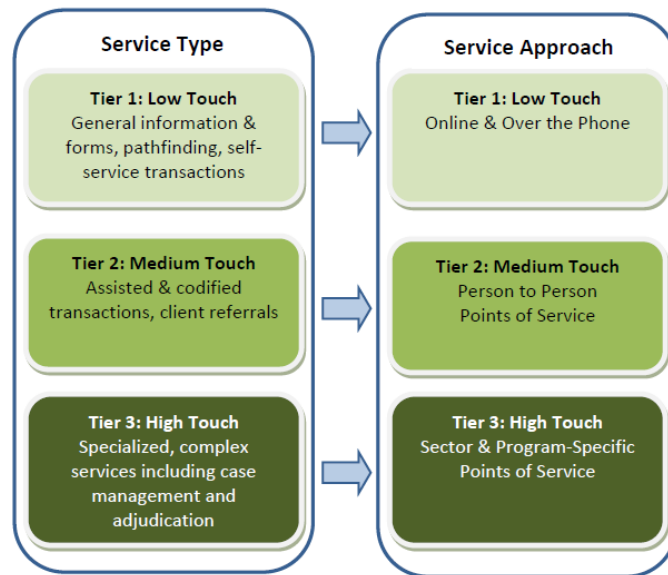 Service Type
Tier 1: Low Touch
General information &
forms, pathfinding, self-
service transactions
Tier 2: Medium Touch
Assisted & codified
transactions, client referrals
Tier 3: High Touch
Specialized, complex
services including case
management and
adjudication
Service Approach
Tier 1: Low Touch
Online & Over the Phone
Tier 2: Medium Touch
Person to Person
Points of Service
Tier 3: High Touch
Sector & Program-Specific
Points of Service